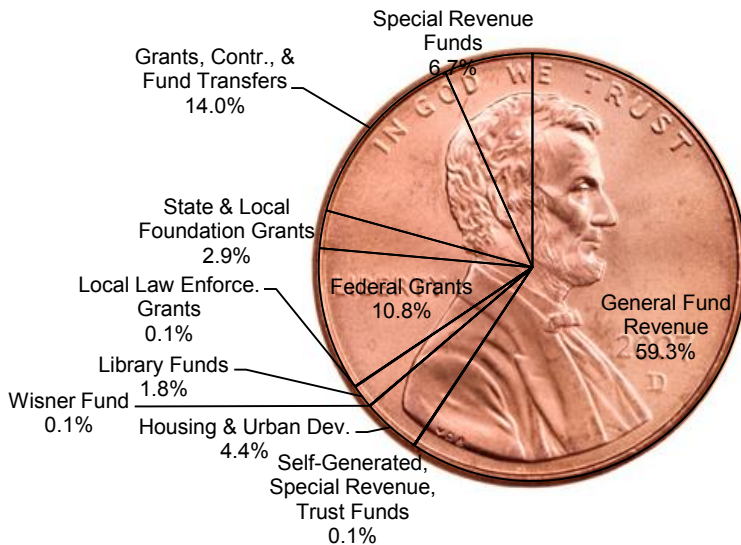 Special Revenue
Funds
6.7%
Grants, Contr., &
Fund Transfers
14.0%
IN GOD WE TRUST
State & Local
Foundation Grants
2.9%
Federal Grants
10.8%
Local Law Enforce.
Grants
0.1%
General Fund
Revenue
59.3%
Library Funds
1.8%
Wisner Fund
0.1%
D
Housing & Urban Dev.
4.4%
Self-Generated,
Special Revenue,
Trust Funds
0.1%